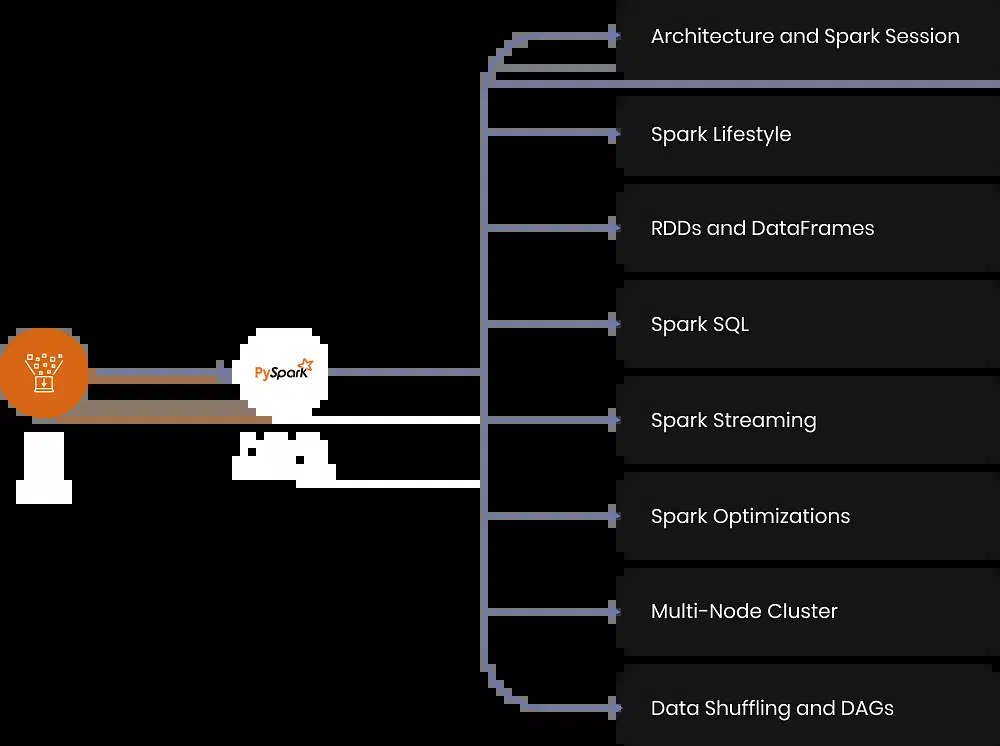 Architecture and Spark Session
Spark Lifestyle
RDDs and DataFrames
Spark SQL
PySpark
Spark Streaming
Spark Optimizations
Multi-Node Cluster
Data Shuffling and DAGs